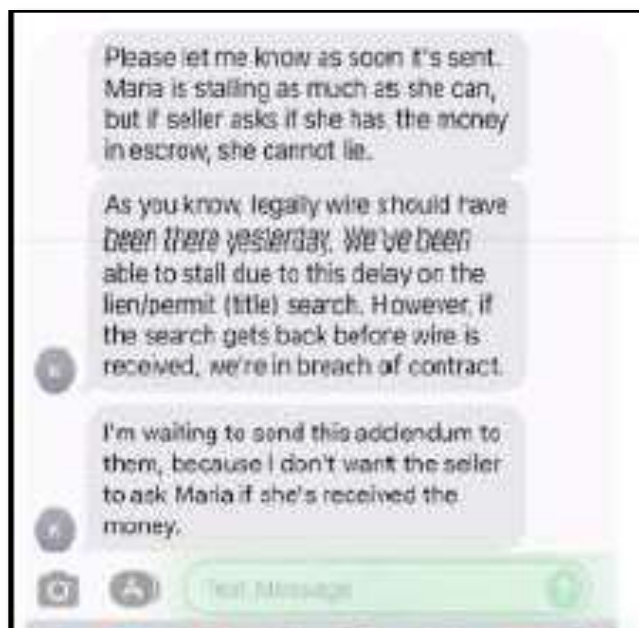 Please let me know as soon it's sent.
Maria is stalling as much as she can,
but if seller asks if she has the money
in escrow, she cannot lie.
As you know, legally wire should have
been there yesterday. We've been
able to stall due to this delay on the
lien/permit (title) search. However, if
the search gets back before wire is
received, we're in breach of contract.
I'm waiting to send this addendum to
them, because I don't want the seller
to ask Maria if she's received the
money.
Text Message